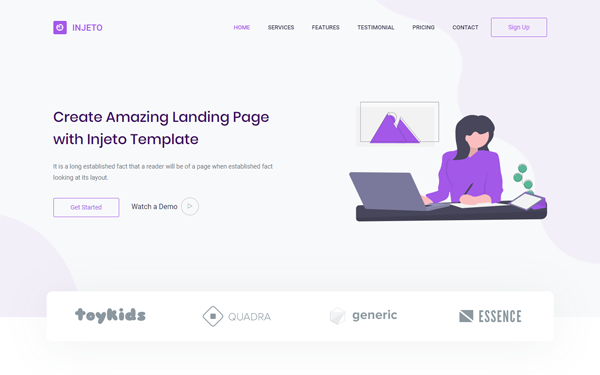 INJETO
HOME SERVICES FEATURES TESTIMONIAL PRICING CONTACT Sign Up
Create Amazing Landing Page
with Injeto Template
It is a long established fact that a reader will be of a page when established fact
looking at its layout.
Get Started Watch a Demo
toykids QUADRA generic ESSENCE